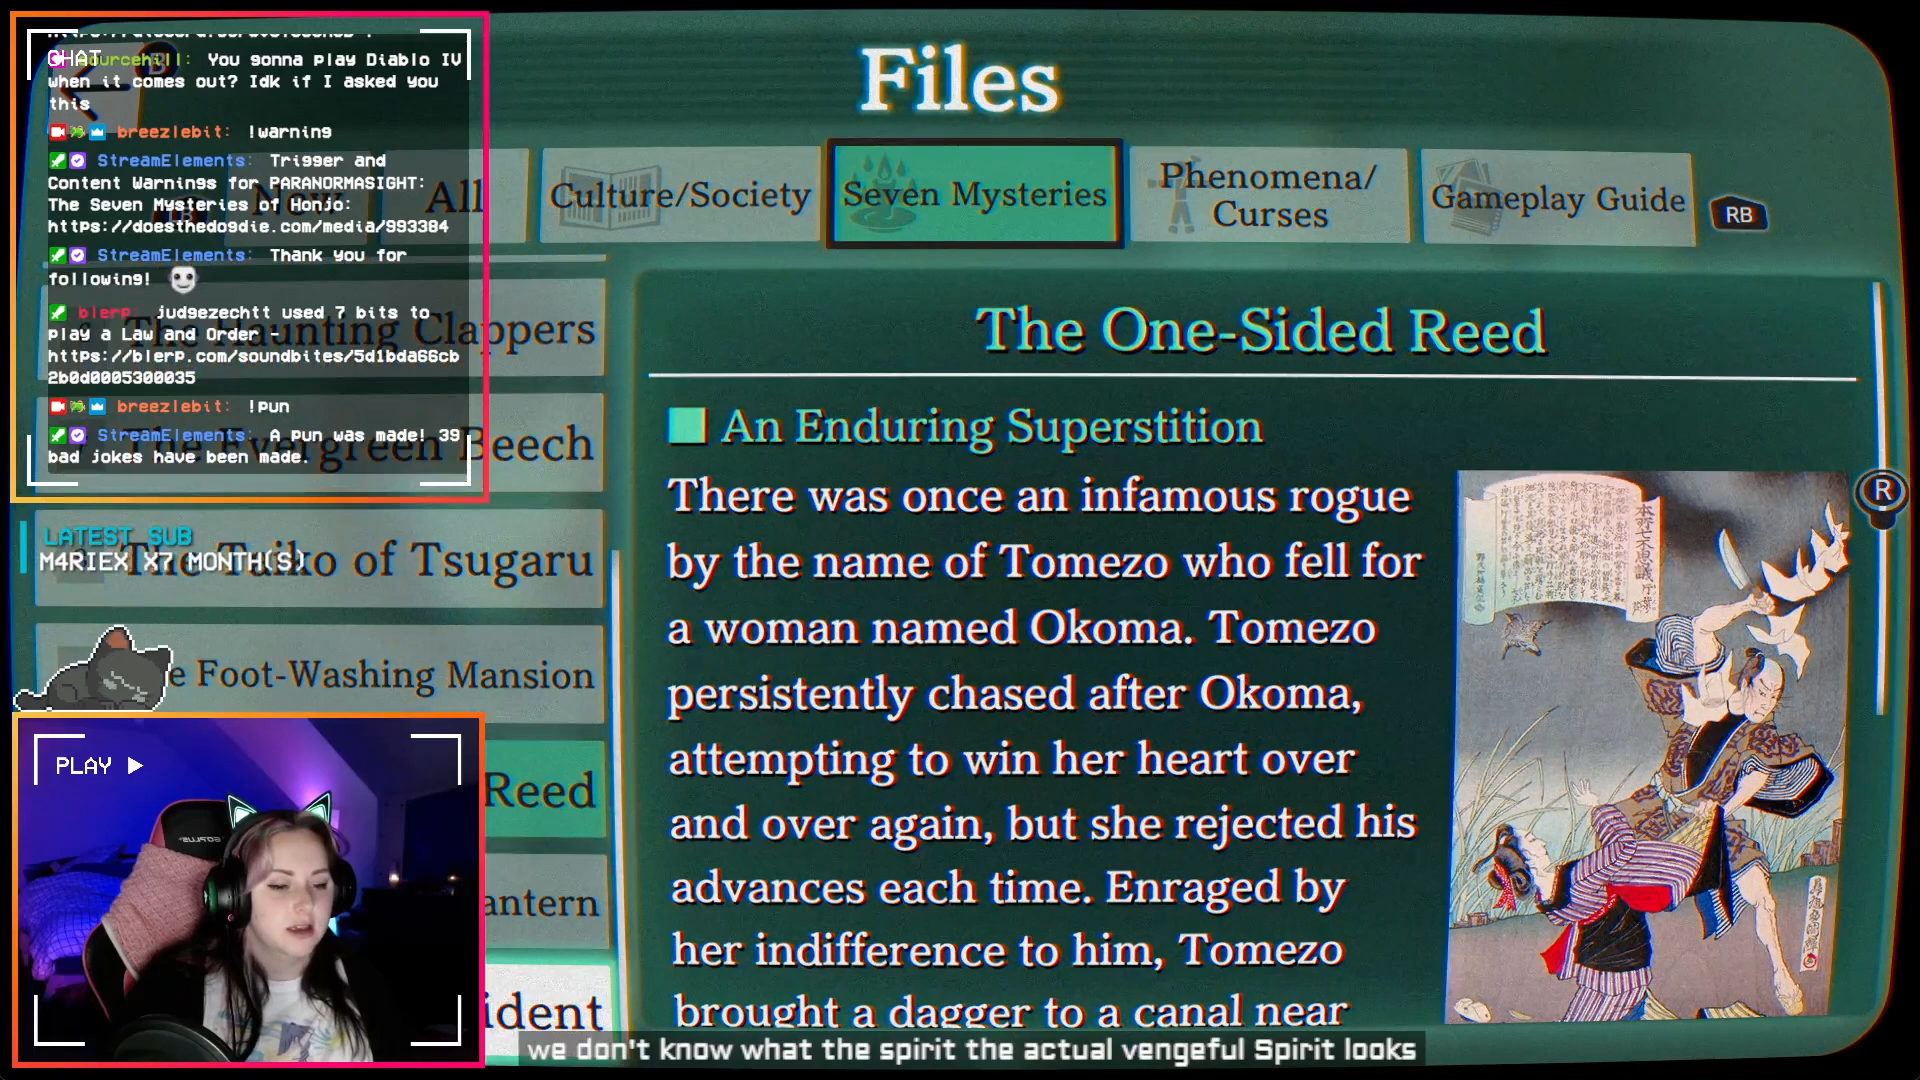 CHAT
ourcehill: You gonna play Diablo IV
when it comes out? Idk if I asked you
this
breezlebit: !warning
StreamElements: Trigger and
Content Warnings for PARANORMASIGHT:
The Seven Mysteries of Honjo:
https://doesthedogdie.com/media/993384
StreamElements: Thank you for
following!
blerp: judgezechtt used 7 bits to
play a Law and Order -
https://blerp.com/soundbites/5d1bda66cb
2b0d0005300035
breezlebit: !pun
StreamElements: A pun was made! 39
bad jokes have been made.
LATEST SUB
M4RIEX X7 MONTH(S)
PLAY
Files
New
All
Culture/Society
Seven Mysteries
Phenomena/
Curses
Gameplay Guide
RB
The Haunting Clappers
The Evergreen Beech
The Taiko of Tsugaru
e Foot-Washing Mansion
Reed
antern
ident
The One-Sided Reed
An Enduring Superstition
There was once an infamous rogue
by the name of Tomezo who fell for
a woman named Okoma. Tomezo
persistently chased after Okoma,
attempting to win her heart over
and over again, but she rejected his
advances each time. Enraged by
her indifference to him, Tomezo
brought a dagger to a canal near
R
we don't know what the spirit the actual vengeful Spirit looks